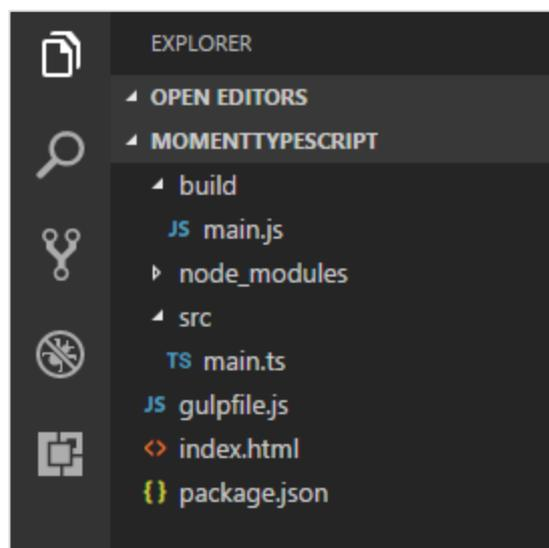 EXPLORER
OPEN EDITORS
MOMENTTYPESCRIPT
build
JS main.js
node_modules
src
TS main.ts
JS gulpfile.js
<> index.html
{} package.json